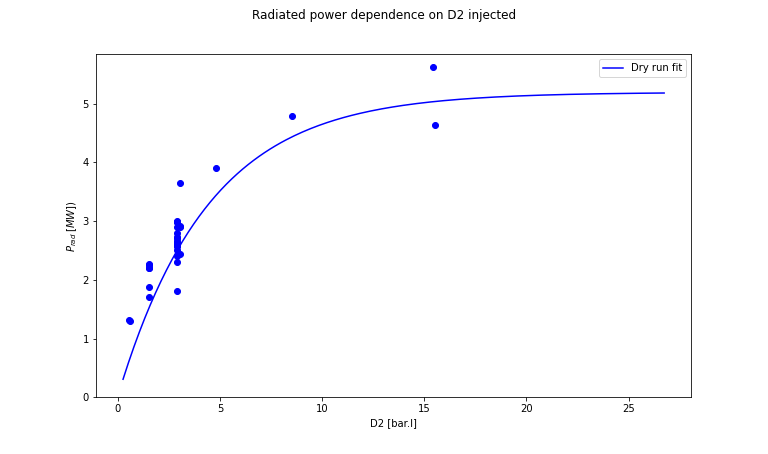 Radiated power dependence on D2 injected
Dry run fit
5
4
3
2
1
0
P_rad [MW])
0 5 10 15 20 25
D2 [bar.l]